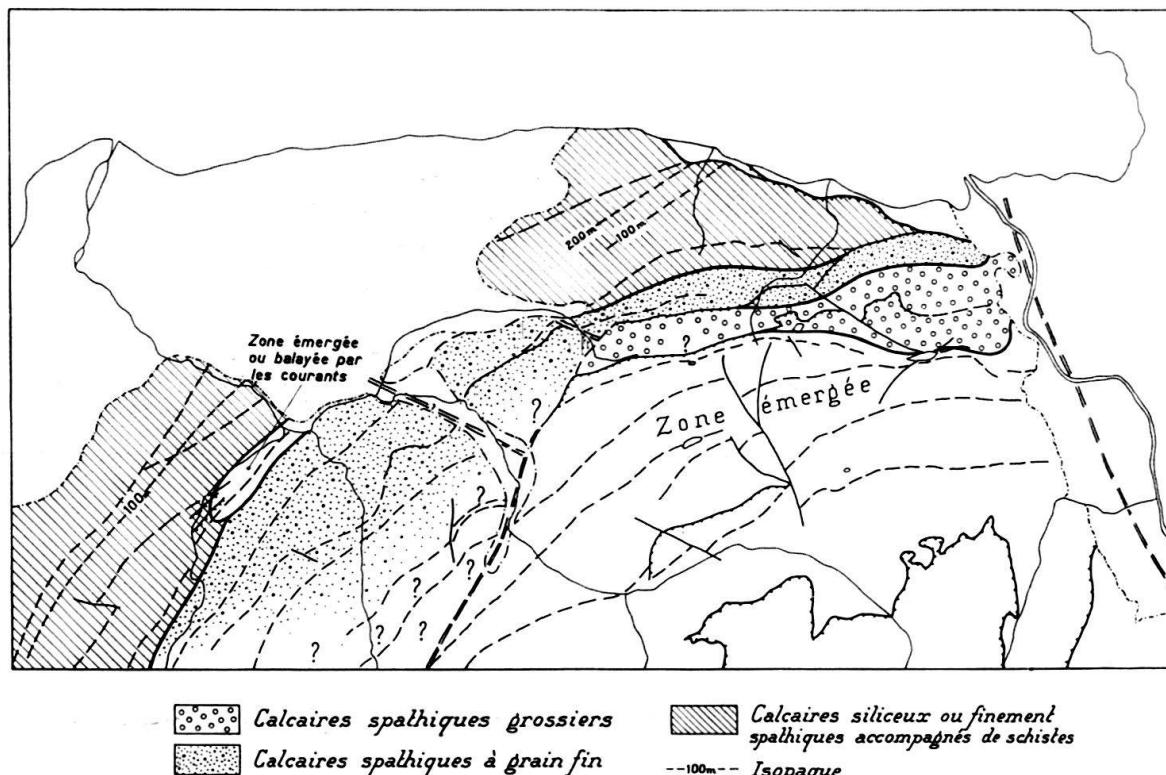 200m
100m
Zone émergée
ou balayée par
les courants
?
Zone émergée
?
100m
?
?
?
?
?
?
Calcaires spathiques grossiers
Calcaires spathiques à grain fin
Calcaires siliceux ou finement
spathiques accompagnés de schistes
--100m-- Isopaque